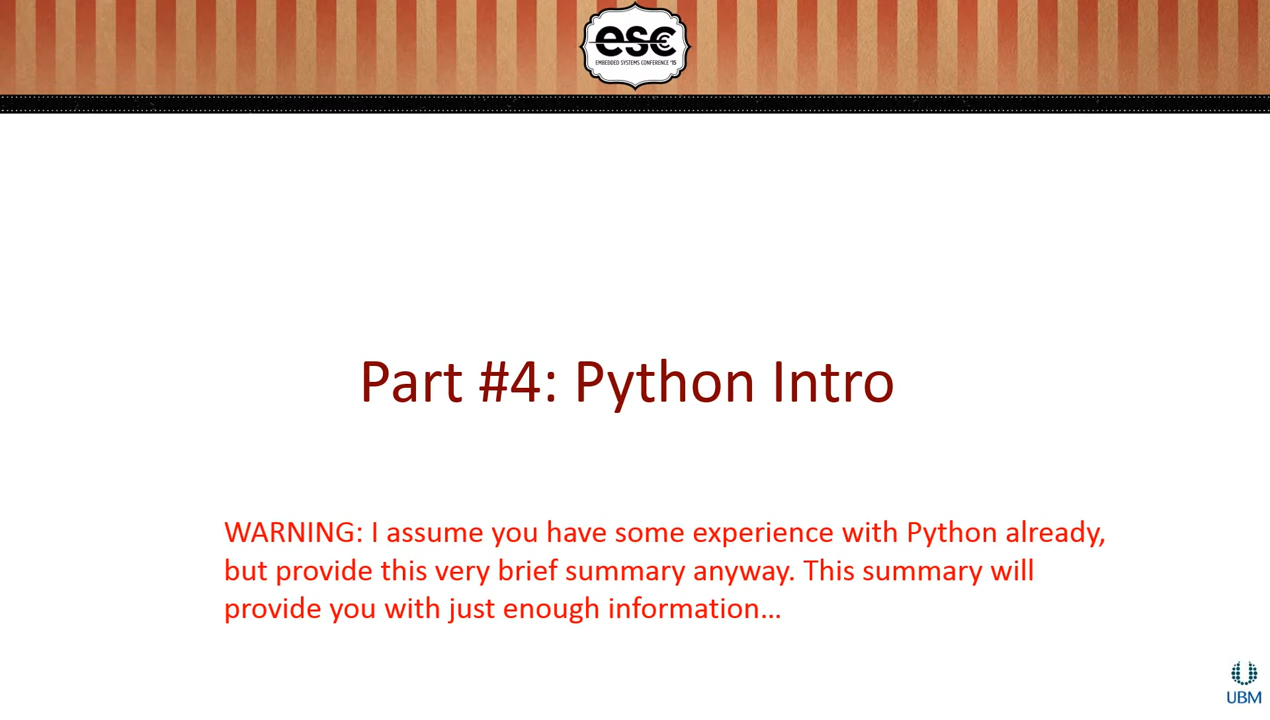 esc
EMBEDDED SYSTEMS CONFERENCE '15
Part #4: Python Intro
WARNING: I assume you have some experience with Python already,
but provide this very brief summary anyway. This summary will
provide you with just enough information…
UBM